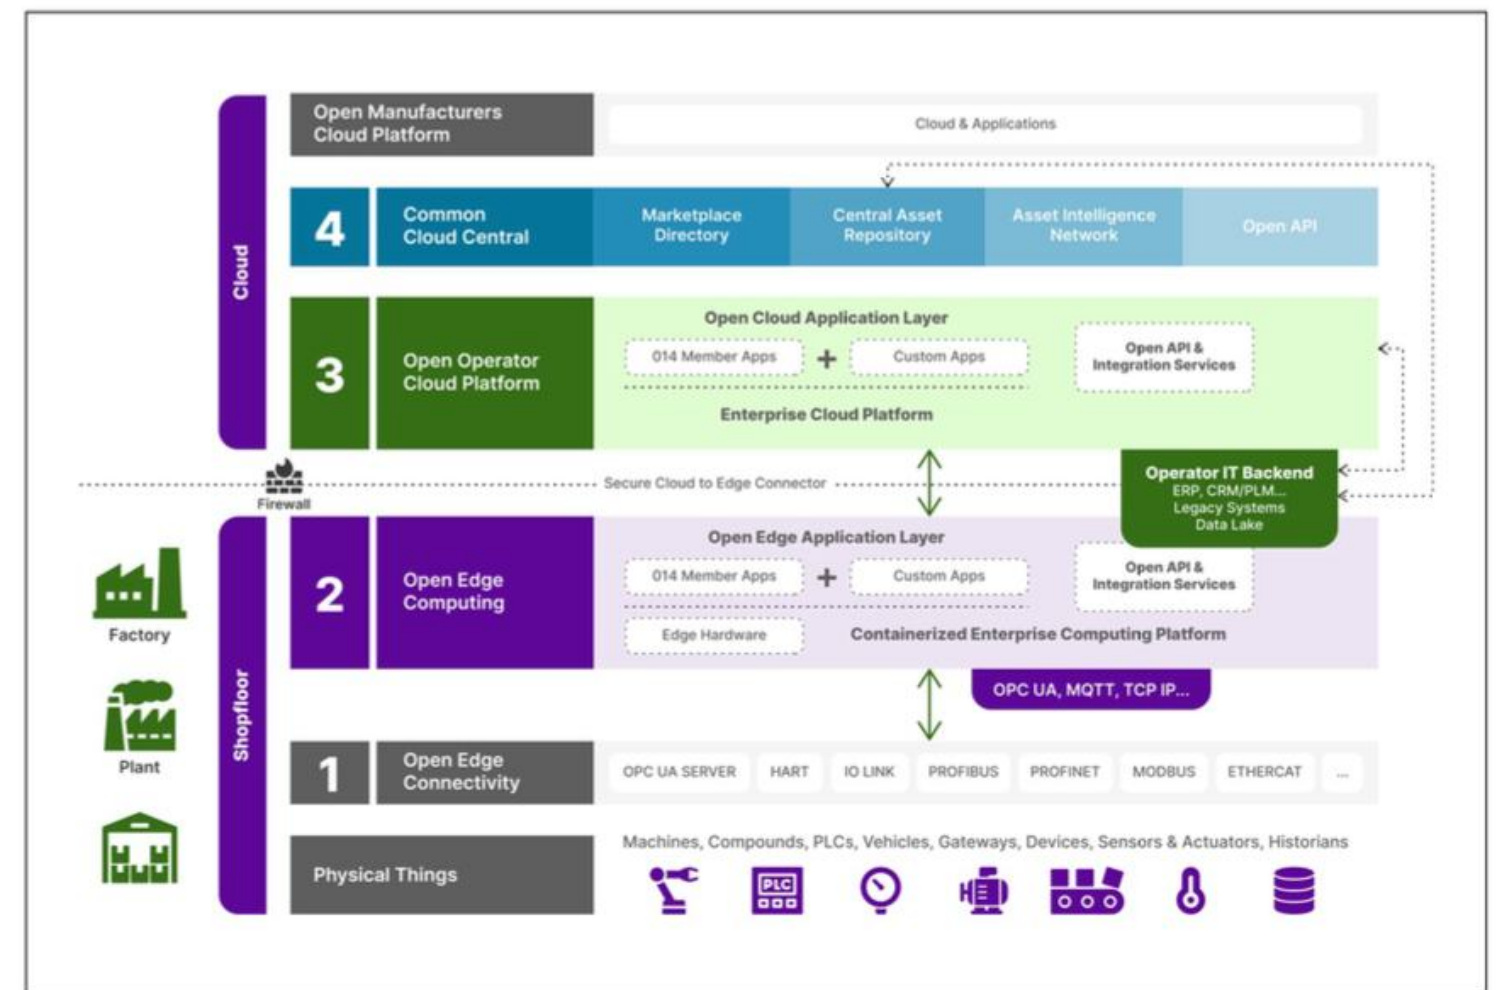 Open Manufacturers
Cloud Platform
Cloud & Applications
Cloud
4
Common
Cloud Central
Marketplace
Directory
Central Asset
Repository
Asset Intelligence
Network
Open API
3
Open Operator
Cloud Platform
Open Cloud Application Layer
014 Member Apps
+
Custom Apps
Open API &
Integration Services
Enterprise Cloud Platform
Firewall
Secure Cloud to Edge Connector
Operator IT Backend
ERP, CRM/PLM...
Legacy Systems
Data Lake
Shopfloor
2
Open Edge
Computing
Open Edge Application Layer
014 Member Apps
+
Custom Apps
Open API &
Integration Services
Edge Hardware
Containerized Enterprise Computing Platform
OPC UA, MQTT, TCP IP...
Factory
Plant
1
Open Edge
Connectivity
OPC UA SERVER
HART
IO LINK
PROFIBUS
PROFINET
MODBUS
ETHERCAT
...
Physical Things
Machines, Compounds, PLCs, Vehicles, Gateways, Devices, Sensors & Actuators, Historians
PLC